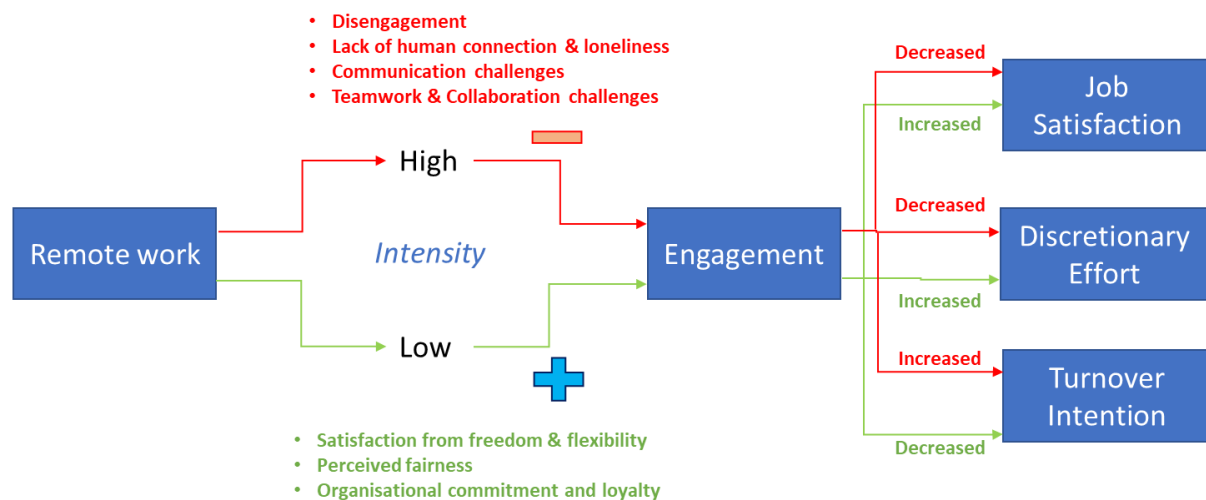 • Disengagement
• Lack of human connection & loneliness
• Communication challenges
• Teamwork & Collaboration challenges
High
Remote work
Intensity
Low
• Satisfaction from freedom & flexibility
• Perceived fairness
• Organisational commitment and loyalty
Engagement
Decreased
Increased
Job
Satisfaction
Decreased
Increased
Discretionary
Effort
Increased
Decreased
Turnover
Intention